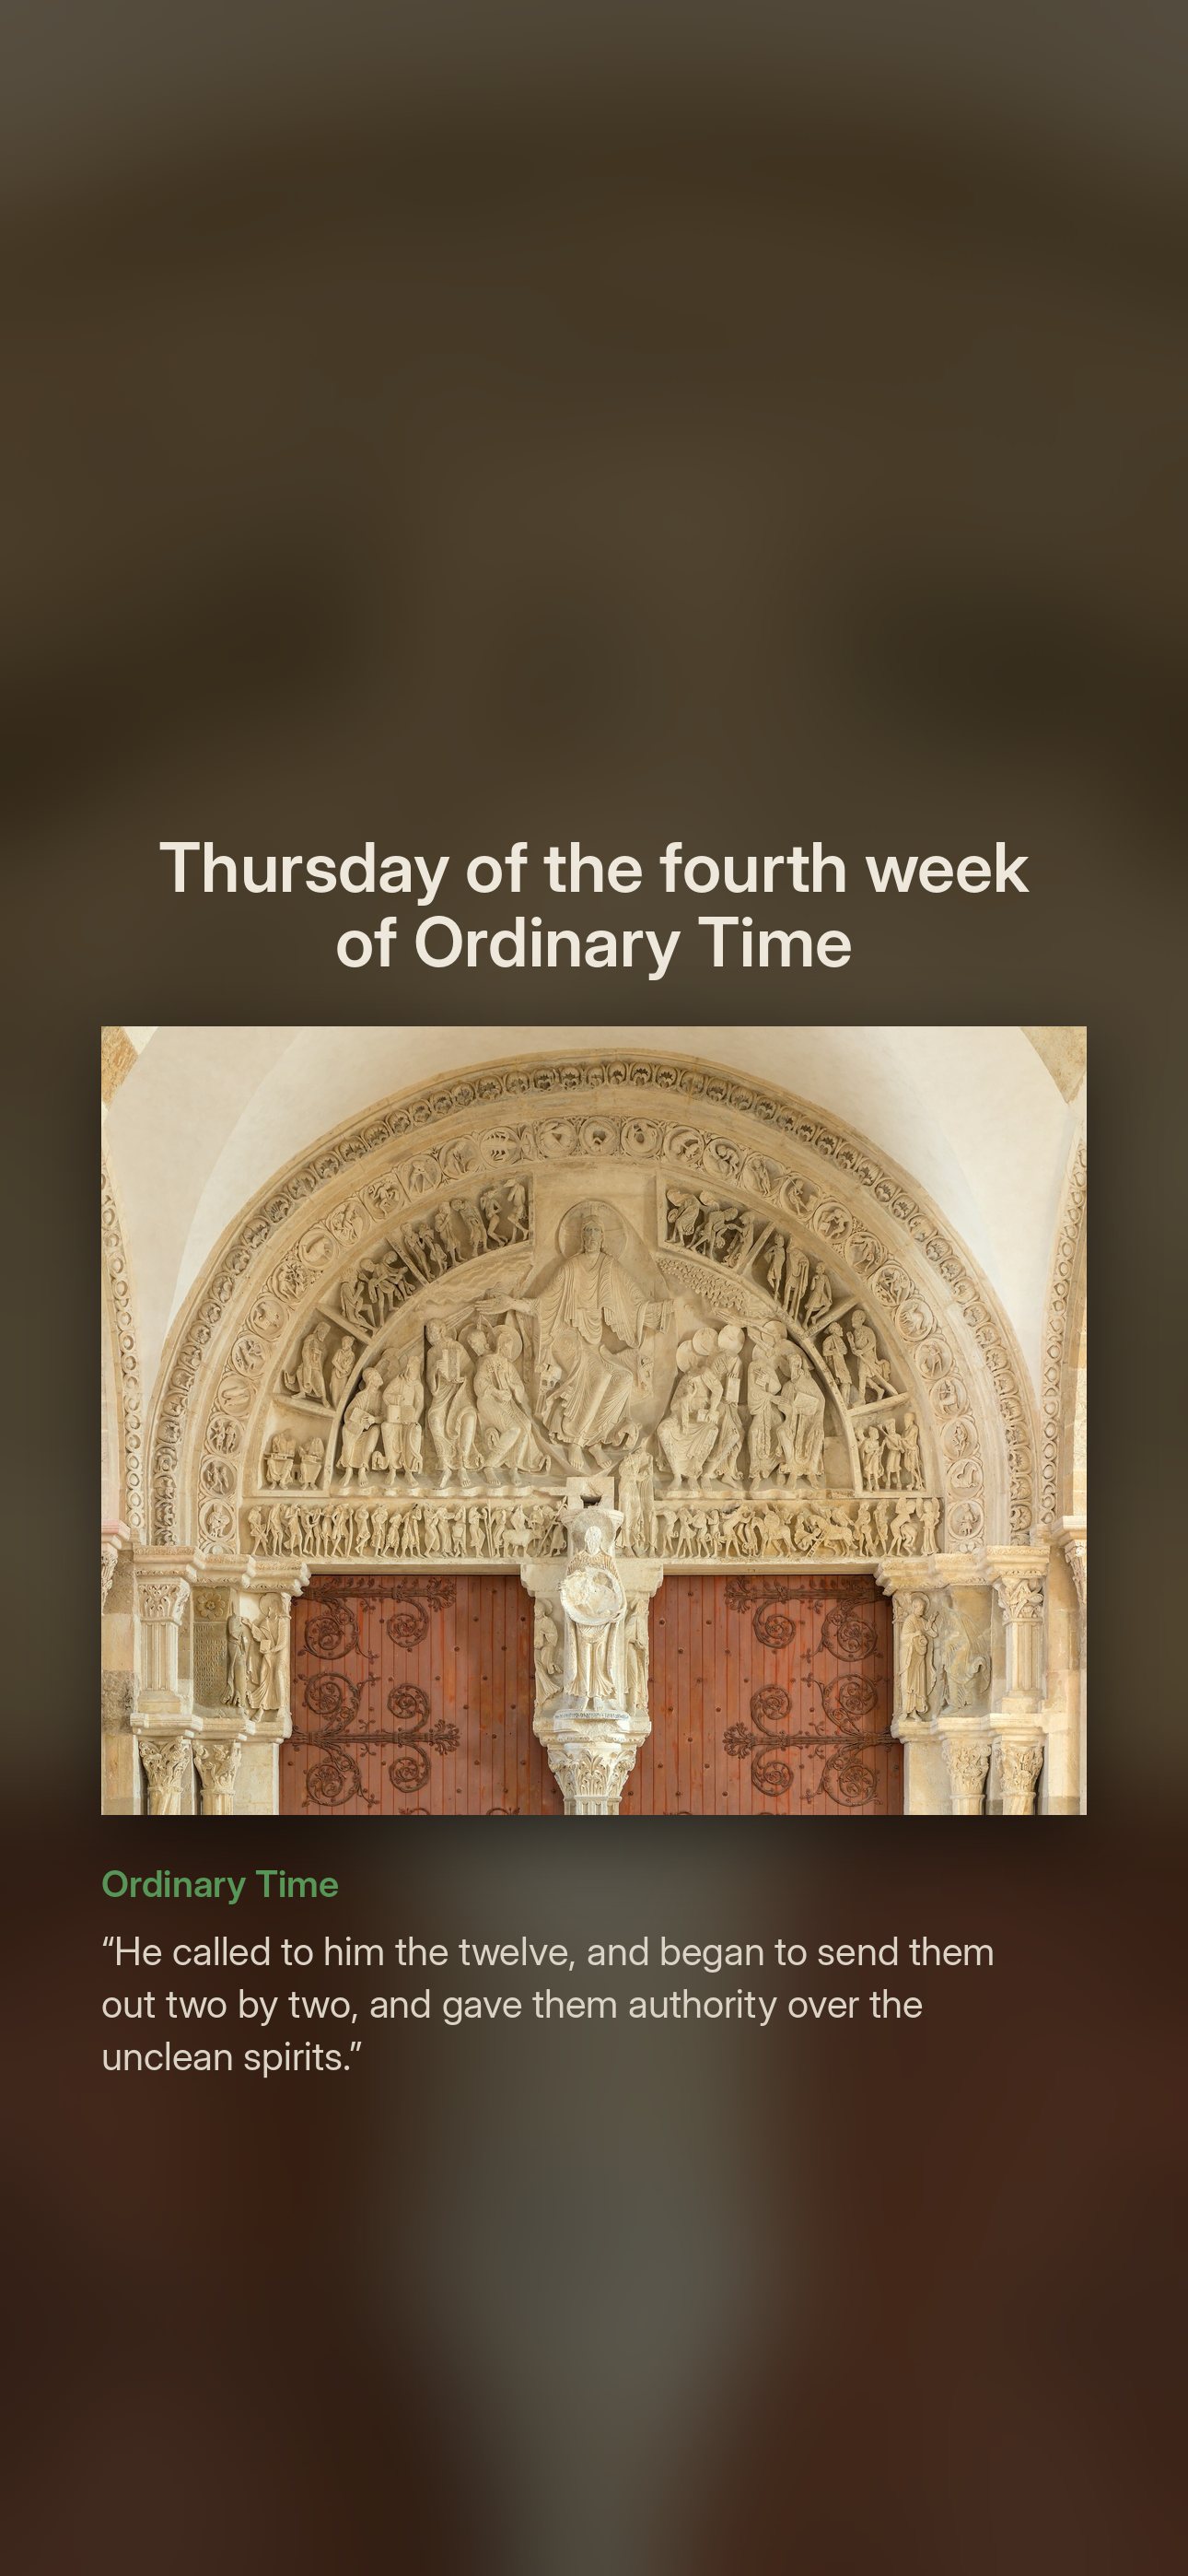 Thursday of the fourth week
of Ordinary Time
Ordinary Time
“He called to him the twelve, and began to send them
out two by two, and gave them authority over the
unclean spirits.”